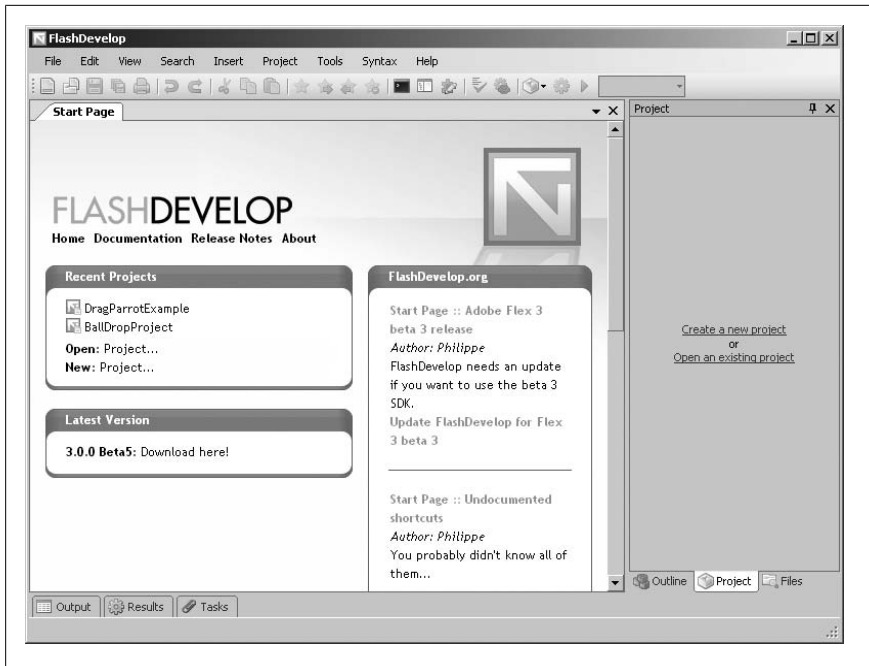 FlashDevelop
File Edit View Search Insert Project Tools Syntax Help
Start Page
FLASHDEVELOP
Home Documentation Release Notes About
Recent Projects
DragParrotExample
BallDropProject
Open: Project...
New: Project...
Latest Version
3.0.0 Beta5: Download here!
FlashDevelop.org
Start Page :: Adobe Flex 3
beta 3 release
Author: Philippe
FlashDevelop needs an update
if you want to use the beta 3
SDK.
Update FlashDevelop for Flex
3 beta 3
Start Page :: Undocumented
shortcuts
Author: Philippe
You probably didn't know all of
them...
Project
Create a new project
or
Open an existing project
Outline Project Files
Output Results Tasks